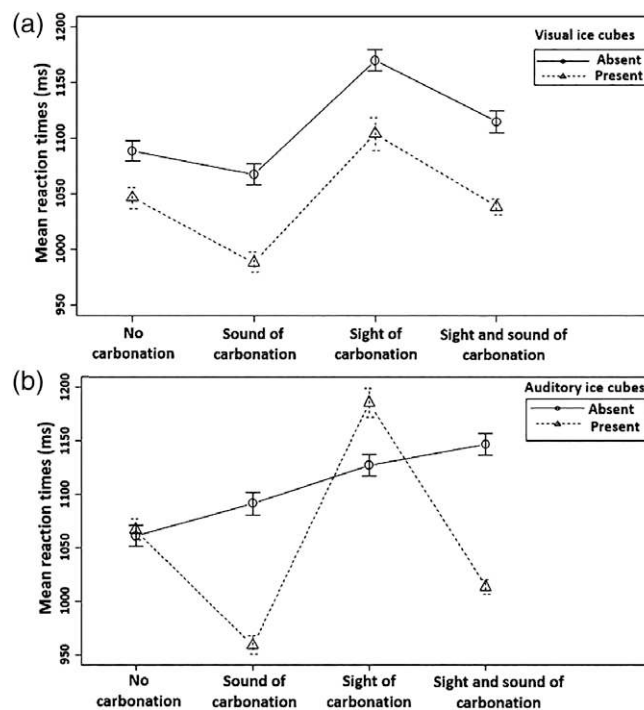 (a)
Mean reaction times (ms)
1200
1150
1100
1050
1000
950
Visual ice cubes
Absent
Present
No
carbonation
Sound of
carbonation
Sight of
carbonation
Sight and sound of
carbonation
(b)
Mean reaction times (ms)
1200
1150
1100
1050
1000
950
Auditory ice cubes
Absent
Present
No
carbonation
Sound of
carbonation
Sight of
carbonation
Sight and sound of
carbonation